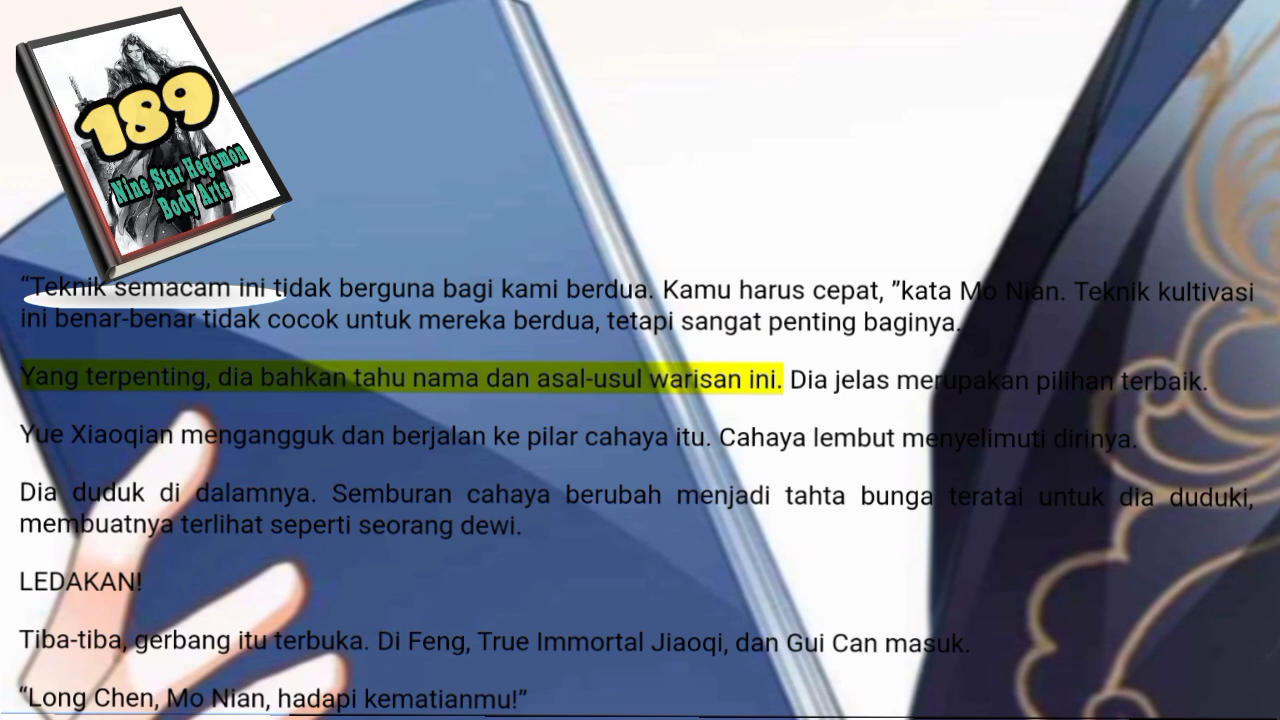 189
Nine Star Hegemon
Body Arts
“Teknik semacam ini tidak berguna bagi kami berdua. Kamu harus cepat, ”kata Mo Nian. Teknik kultivasi
ini benar-benar tidak cocok untuk mereka berdua, tetapi sangat penting baginya.
Yang terpenting, dia bahkan tahu nama dan asal-usul warisan ini. Dia jelas merupakan pilihan terbaik.
Yue Xiaoqian mengangguk dan berjalan ke pilar cahaya itu. Cahaya lembut menyelimuti dirinya.
Dia duduk di dalamnya. Semburan cahaya berubah menjadi tahta bunga teratai untuk dia duduki,
membuatnya terlihat seperti seorang dewi.
LEDAKAN!
Tiba-tiba, gerbang itu terbuka. Di Feng, True Immortal Jiaoqi, dan Gui Can masuk.
“Long Chen, Mo Nian, hadapi kematianmu!”